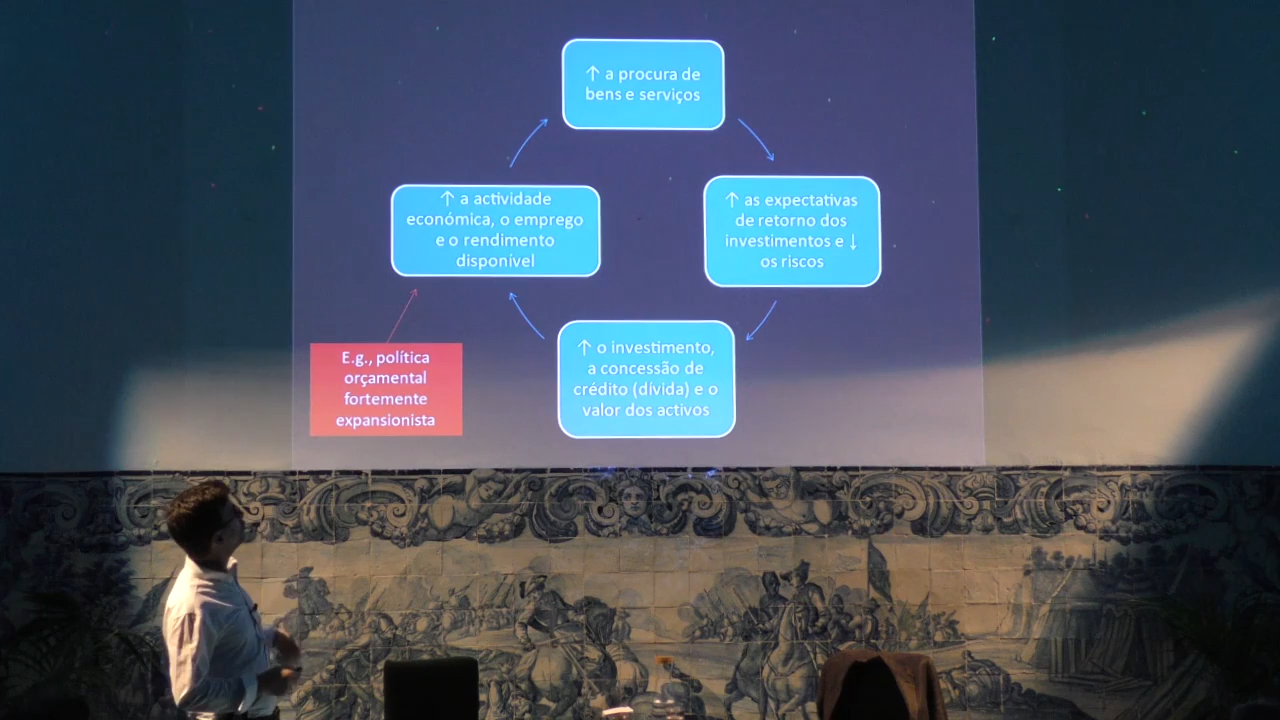 ↑ a procura de
bens e serviços
↑ a actividade
económica, o emprego
e o rendimento
disponível
↑ as expectativas
de retorno dos
investimentos e ↓
os riscos
↑ o investimento,
a concessão de
crédito (dívida) e o
valor dos activos
E.g., política
orçamental
fortemente
expansionista